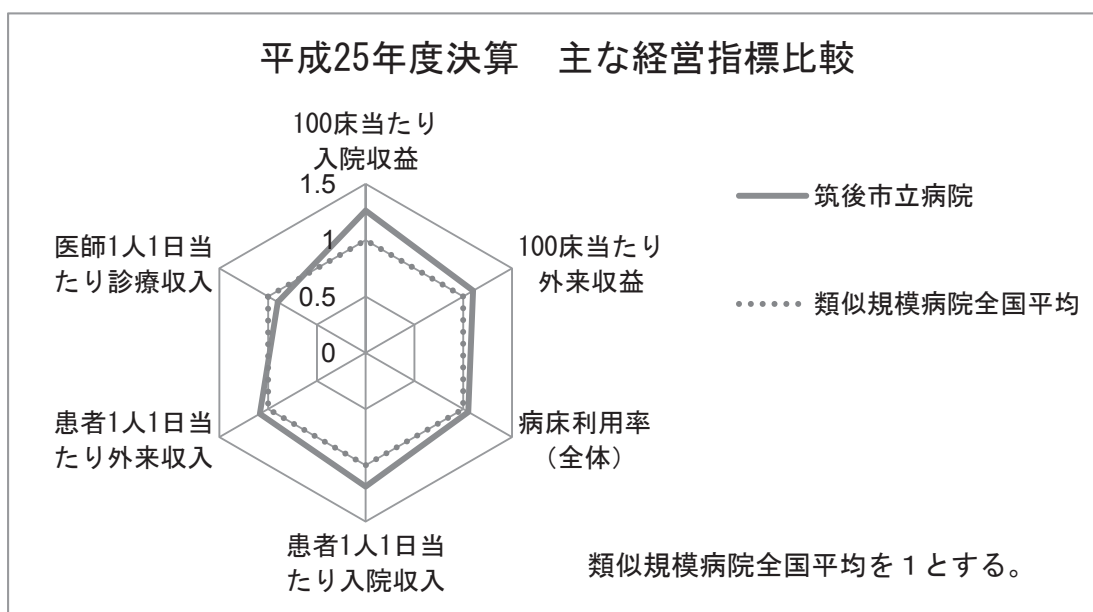 平成25年度決算　主な経営指標比較
100床当たり
入院収益
1.5
1
0.5
0
100床当たり
外来収益
病床利用率
（全体）
患者1人1日当
たり入院収入
患者1人1日当
たり外来収入
医師1人1日当
たり診療収入
筑後市立病院
類似規模病院全国平均
類似規模病院全国平均を１とする。